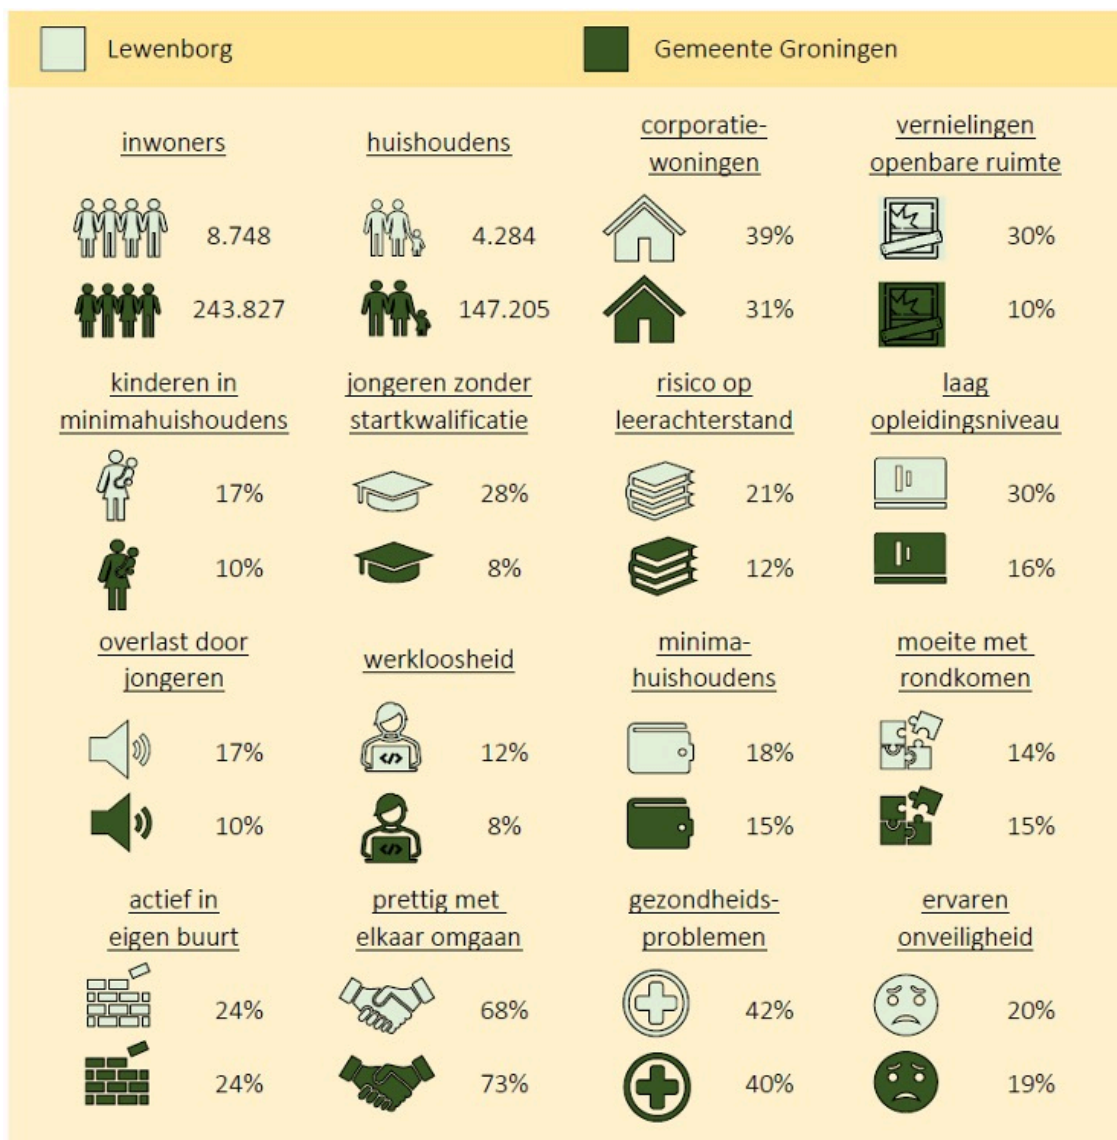 Lewenborg
Gemeente Groningen
inwoners
8.748
243.827
huishoudens
4.284
147.205
corporatie-
woningen
39%
31%
vernielingen
openbare ruimte
30%
10%
kinderen in
minimahuishoudens
17%
10%
jongeren zonder
startkwalificatie
28%
8%
risico op
leerachterstand
21%
12%
laag
opleidingsniveau
30%
16%
overlast door
jongeren
17%
10%
werkloosheid
</>
12%
</>
8%
minima-
huishoudens
18%
15%
moeite met
rondkomen
14%
15%
actief in
eigen buurt
24%
24%
prettig met
elkaar omgaan
68%
73%
gezondheids-
problemen
42%
40%
ervaren
onveiligheid
20%
19%